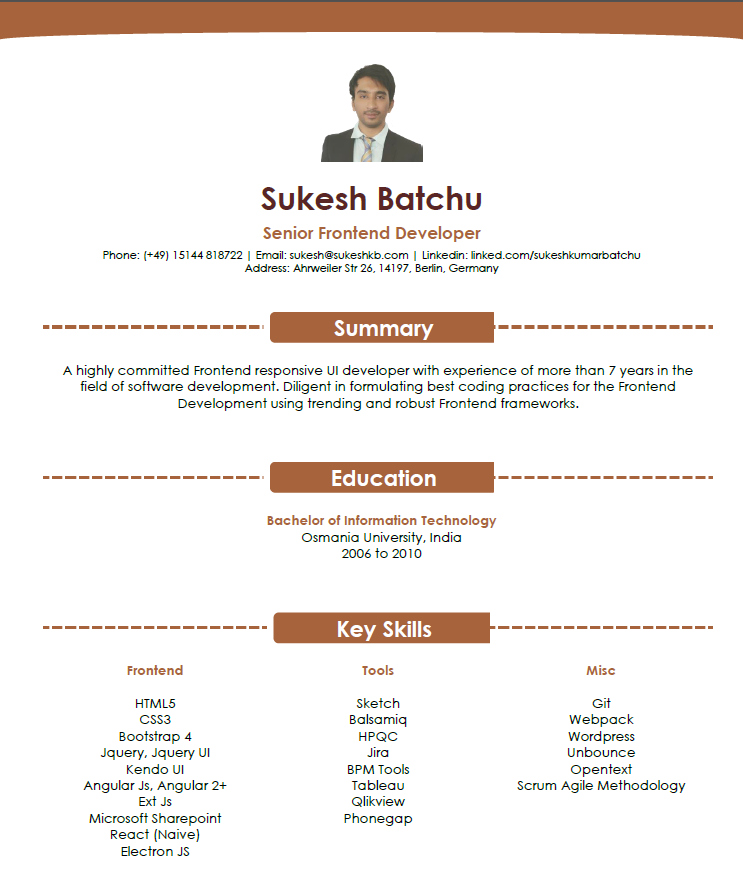 Sukesh Batchu
Senior Frontend Developer
Phone: (+49) 15144 818722 | Email: sukesh@sukeshkb.com | Linkedin: linked.com/sukeshkumarbatchu
Address: Ahrweiler Str 26, 14197, Berlin, Germany
Summary
A highly committed Frontend responsive UI developer with experience of more than 7 years in the
field of software development. Diligent in formulating best coding practices for the Frontend
Development using trending and robust Frontend frameworks.
Education
Bachelor of Information Technology
Osmania University, India
2006 to 2010
Key Skills
Frontend
HTML5
CSS3
Bootstrap 4
Jquery, Jquery UI
Kendo UI
Angular Js, Angular 2+
Ext Js
Microsoft Sharepoint
React (Naive)
Electron JS
Tools
Sketch
Balsamiq
HPQC
Jira
BPM Tools
Tableau
Qlikview
Phonegap
Misc
Git
Webpack
Wordpress
Unbounce
Opentext
Scrum Agile Methodology